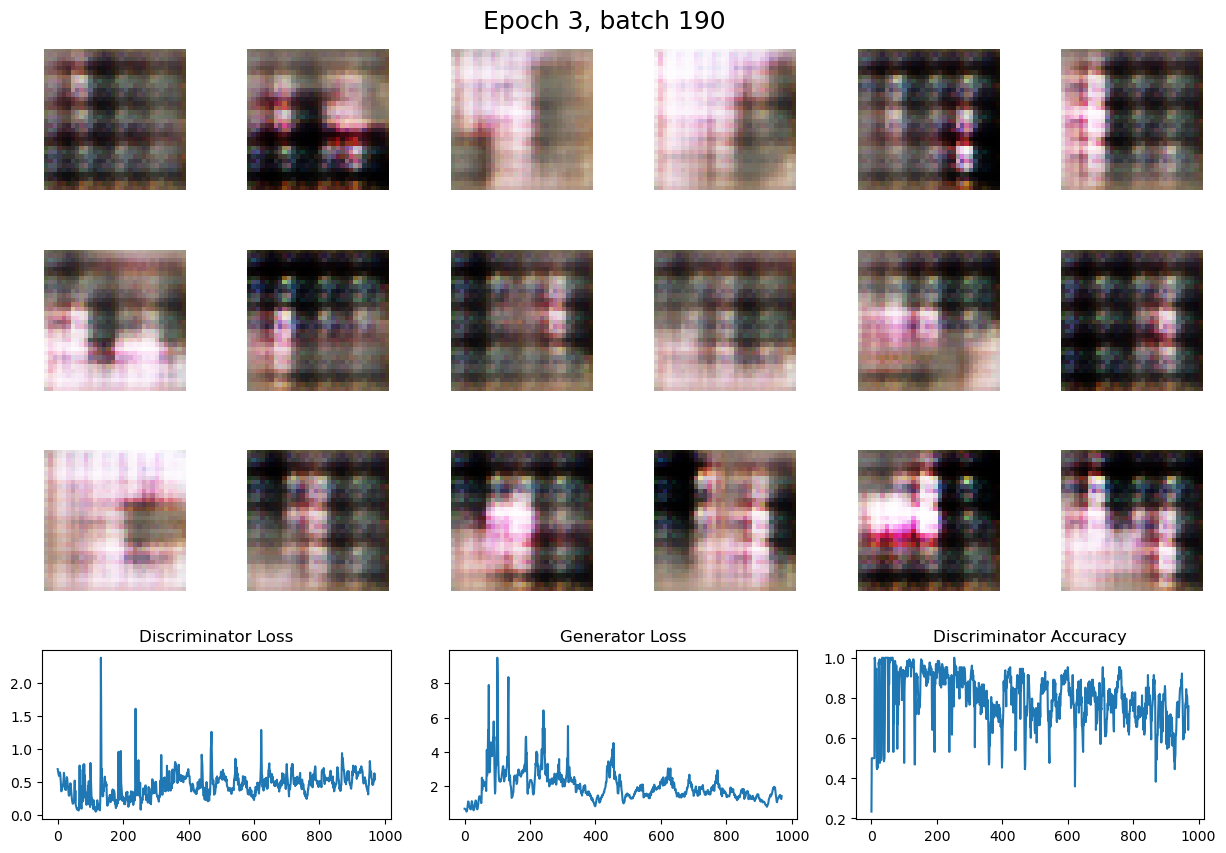 Epoch 3, batch 190
Discriminator Loss
2.0
1.5
1.0
0.5
0.0
0 200 400 600 800 1000
Generator Loss
8
6
4
2
0 200 400 600 800 1000
Discriminator Accuracy
1.0
0.8
0.6
0.4
0.2
0 200 400 600 800 1000